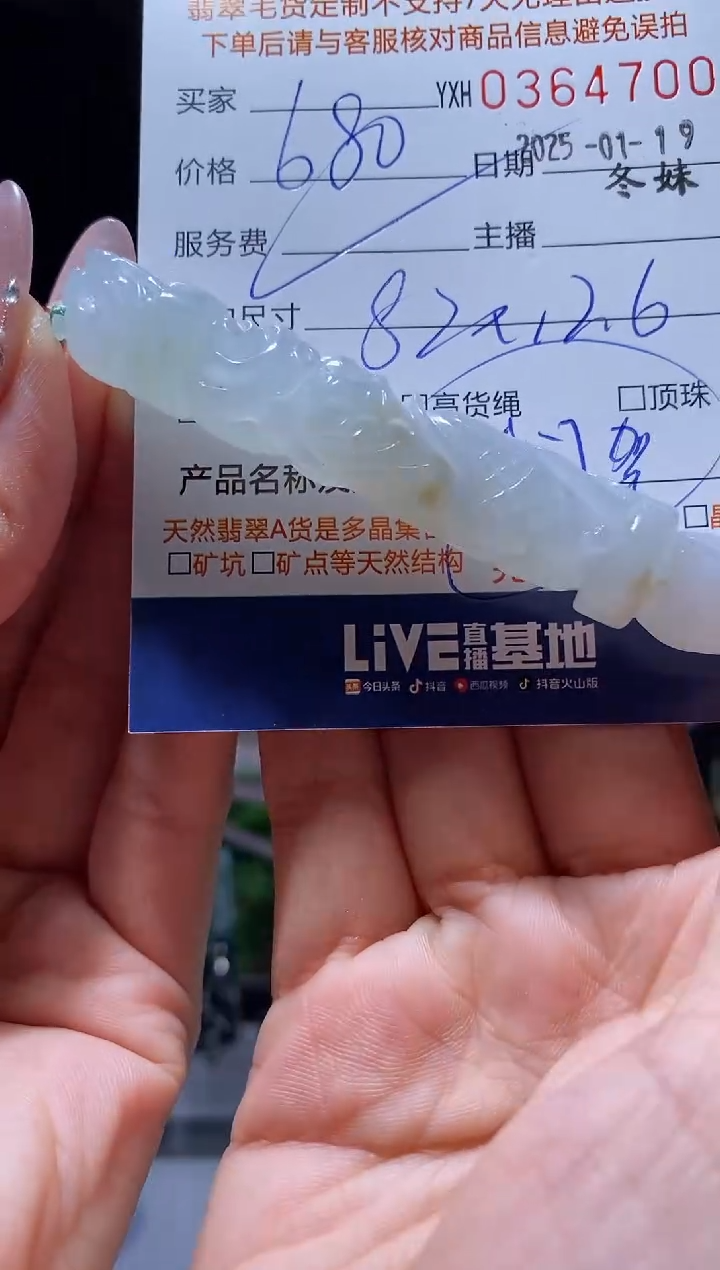 翡翠毛货定制不支持7天无理由
下单后请与客服核对商品信息避免误拍
买家 YXH 0364700
价格 680 日期 2025-01-19
冬妹
服务费 主播
尺寸 82x12.6
亮货绳 □顶珠
产品名称及
天然翡翠A货是多晶集
□矿坑□矿点等天然结构
LiVE直播基地
头条 今日头条 抖音 西瓜视频 抖音火山版